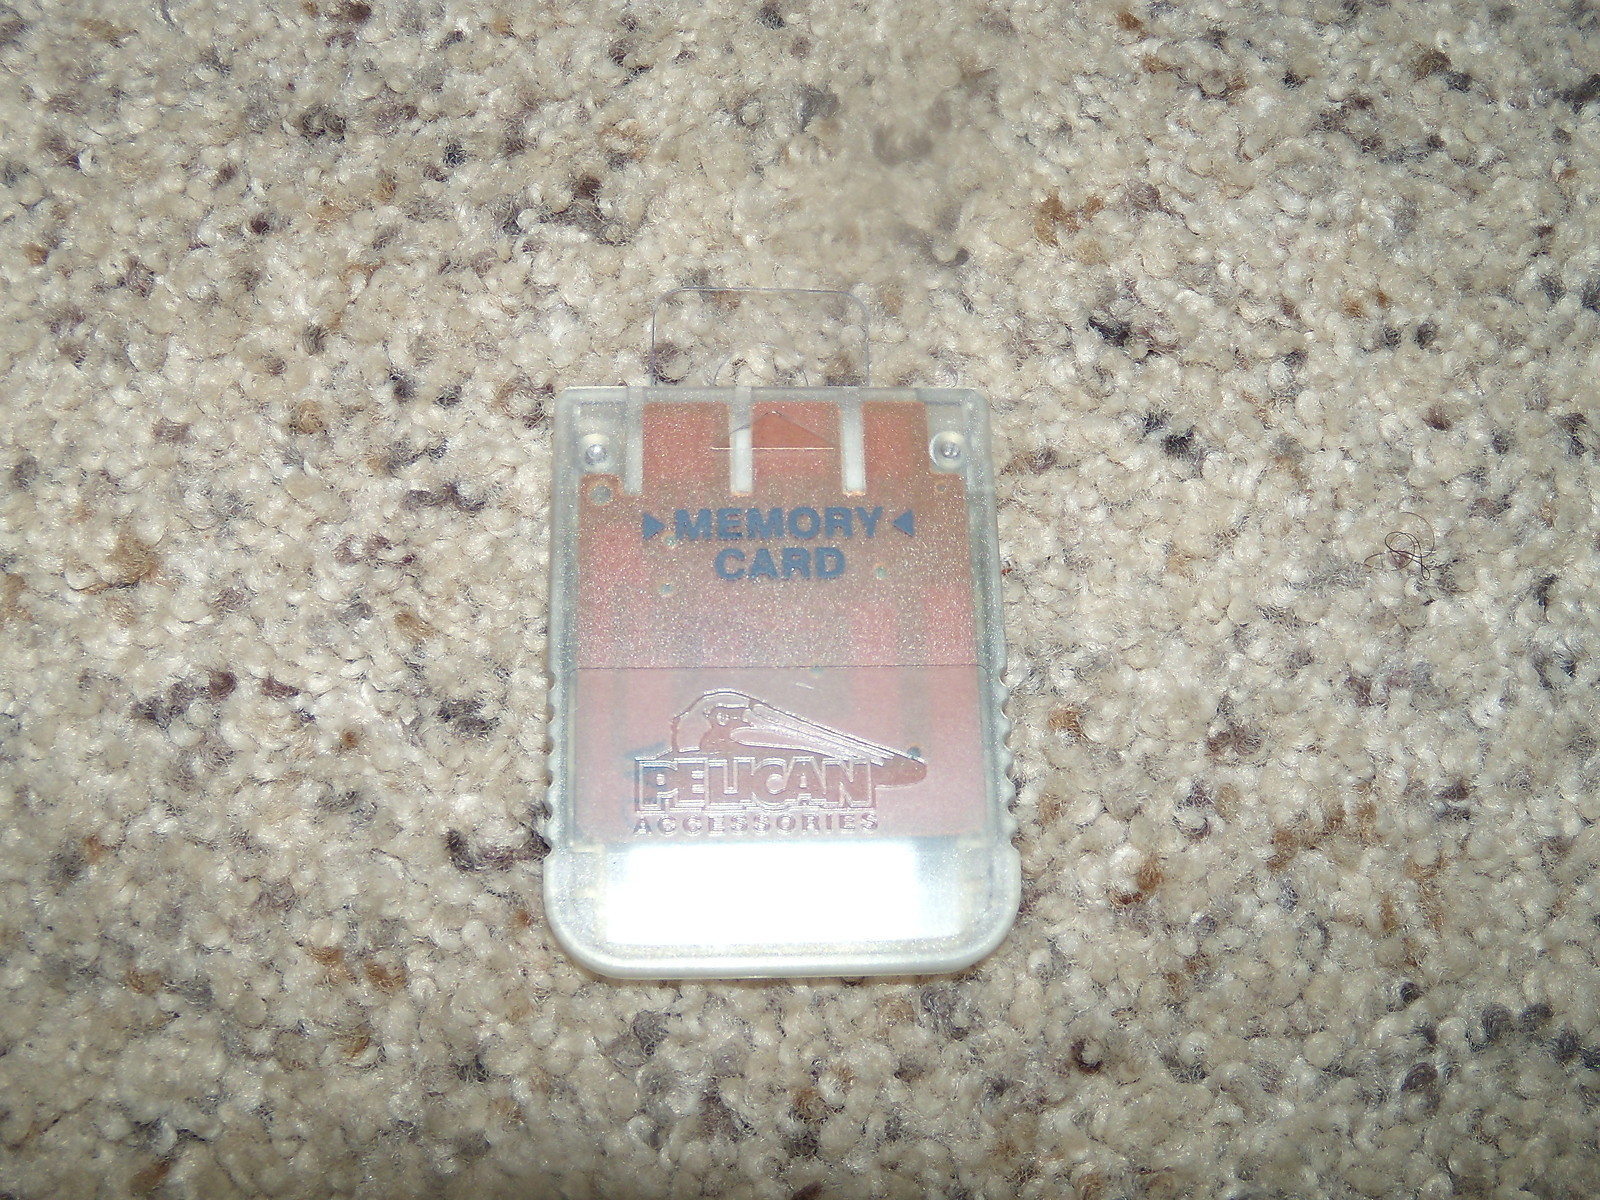 ▶MEMORY◀
CARD
PELICAN
ACCESSORIES